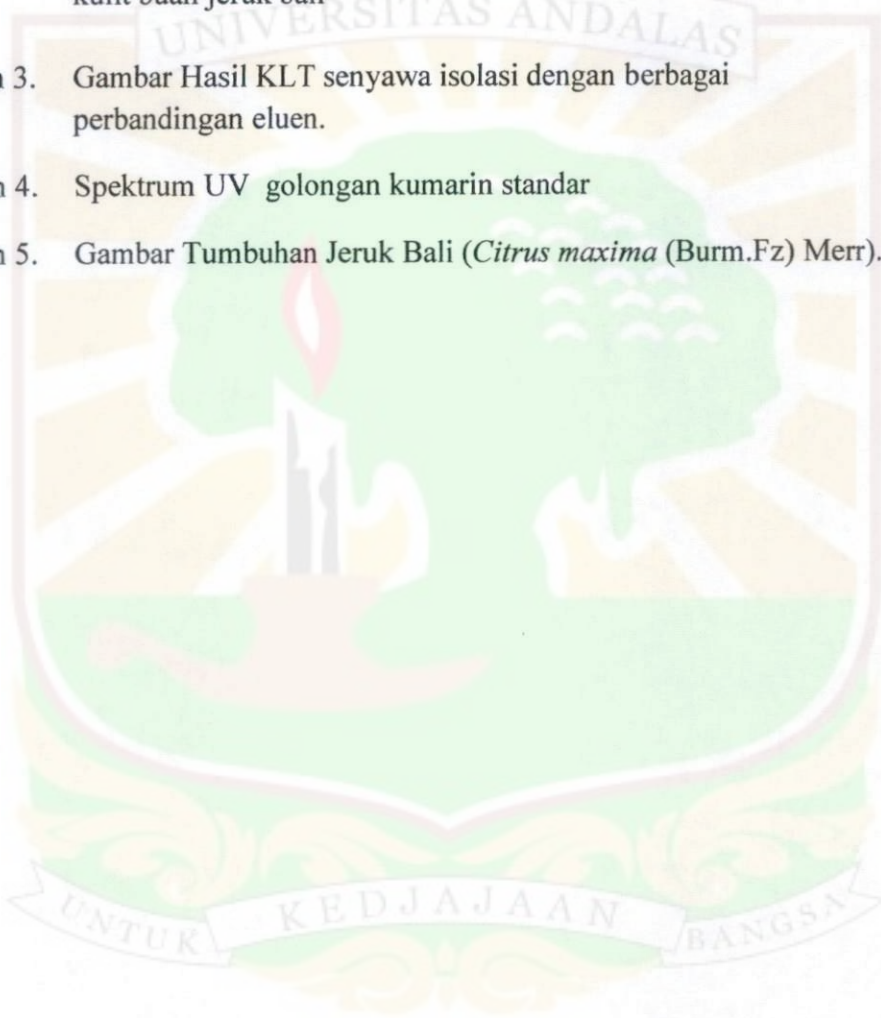 UNIVERSITAS ANDALAS
3. Gambar Hasil KLT senyawa isolasi dengan berbagai
perbandingan eluen.
4. Spektrum UV golongan kumarin standar
5. Gambar Tumbuhan Jeruk Bali (Citrus maxima (Burm.Fz) Merr).
UNTUK KEDJAJAAN BANGSA